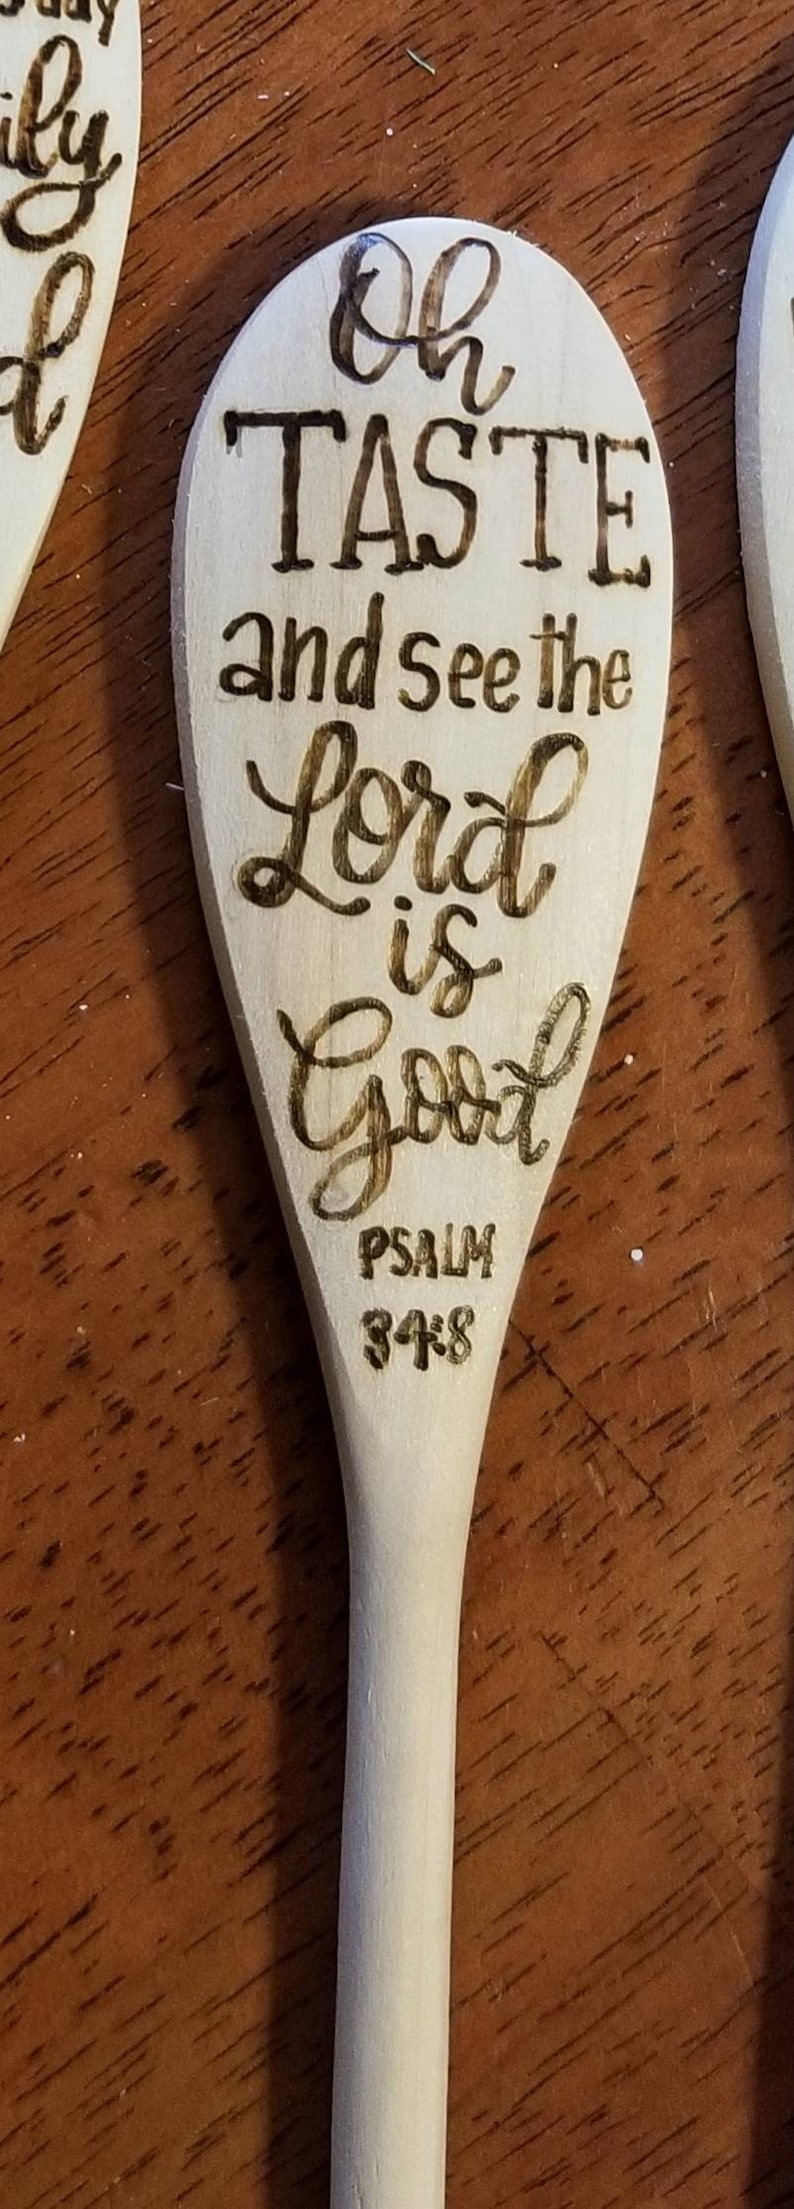 Oh
TASTE
and see the
Lord
is
Good
PSALM
34:8